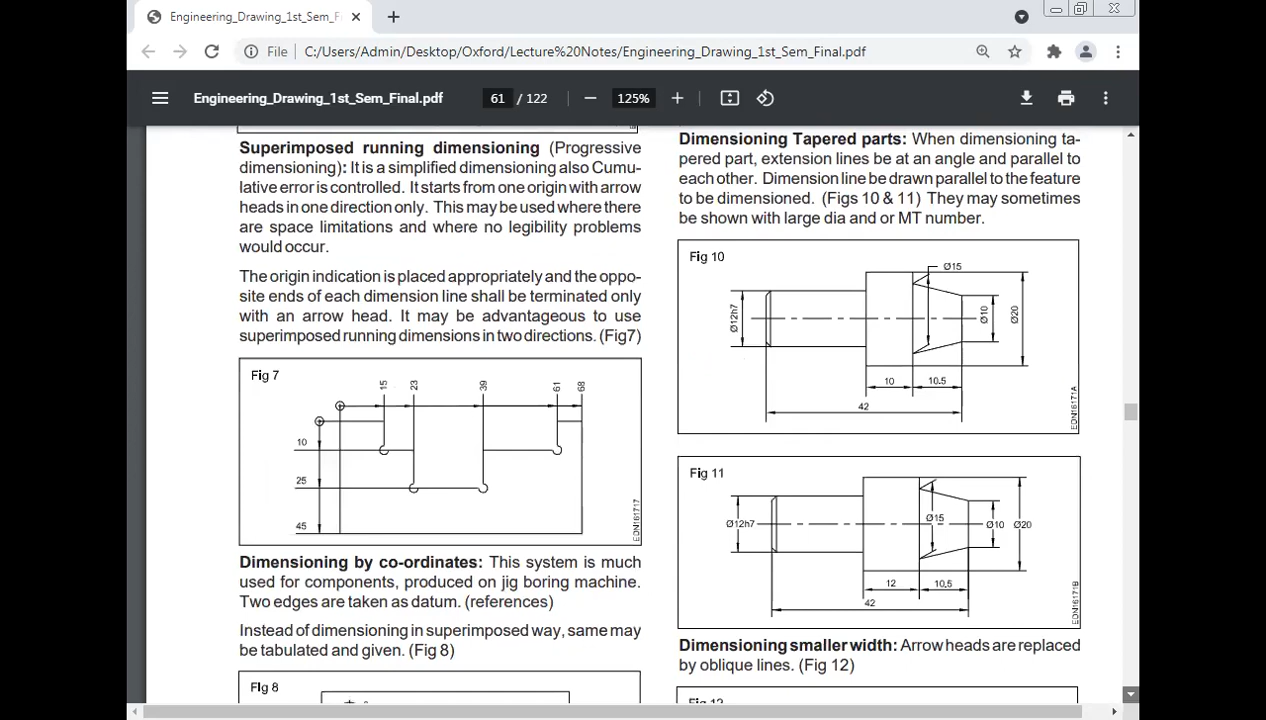 Engineering_Drawing_1st_Sem_F
File
C:/Users/Admin/Desktop/Oxford/Lecture%20Notes/Engineering_Drawing_1st_Sem_Final.pdf
Engineering_Drawing_1st_Sem_Final.pdf
61 / 122
125%
Superimposed running dimensioning (Progressive
dimensioning): It is a simplified dimensioning also Cumu-
lative error is controlled. It starts from one origin with arrow
heads in one direction only. This may be used where there
are space limitations and where no legibility problems
would occur.
The origin indication is placed appropriately and the oppo-
site ends of each dimension line shall be terminated only
with an arrow head. It may be advantageous to use
superimposed running dimensions in two directions. (Fig7)
Fig 7
15
23
39
61
68
10
25
45
EDN161717
Dimensioning by co-ordinates: This system is much
used for components, produced on jig boring machine.
Two edges are taken as datum. (references)
Instead of dimensioning in superimposed way, same may
be tabulated and given. (Fig 8)
Fig 8
Dimensioning Tapered parts: When dimensioning ta-
pered part, extension lines be at an angle and parallel to
each other. Dimension line be drawn parallel to the feature
to be dimensioned. (Figs 10 & 11) They may sometimes
be shown with large dia and or MT number.
Fig 10
Ø15
Ø12h7
Ø10
Ø20
10
10.5
42
EDN16171A
Fig 11
Ø12h7
Ø15
Ø10
Ø20
12
10.5
42
EDN16171B
Dimensioning smaller width: Arrow heads are replaced
by oblique lines. (Fig 12)
Fig 12